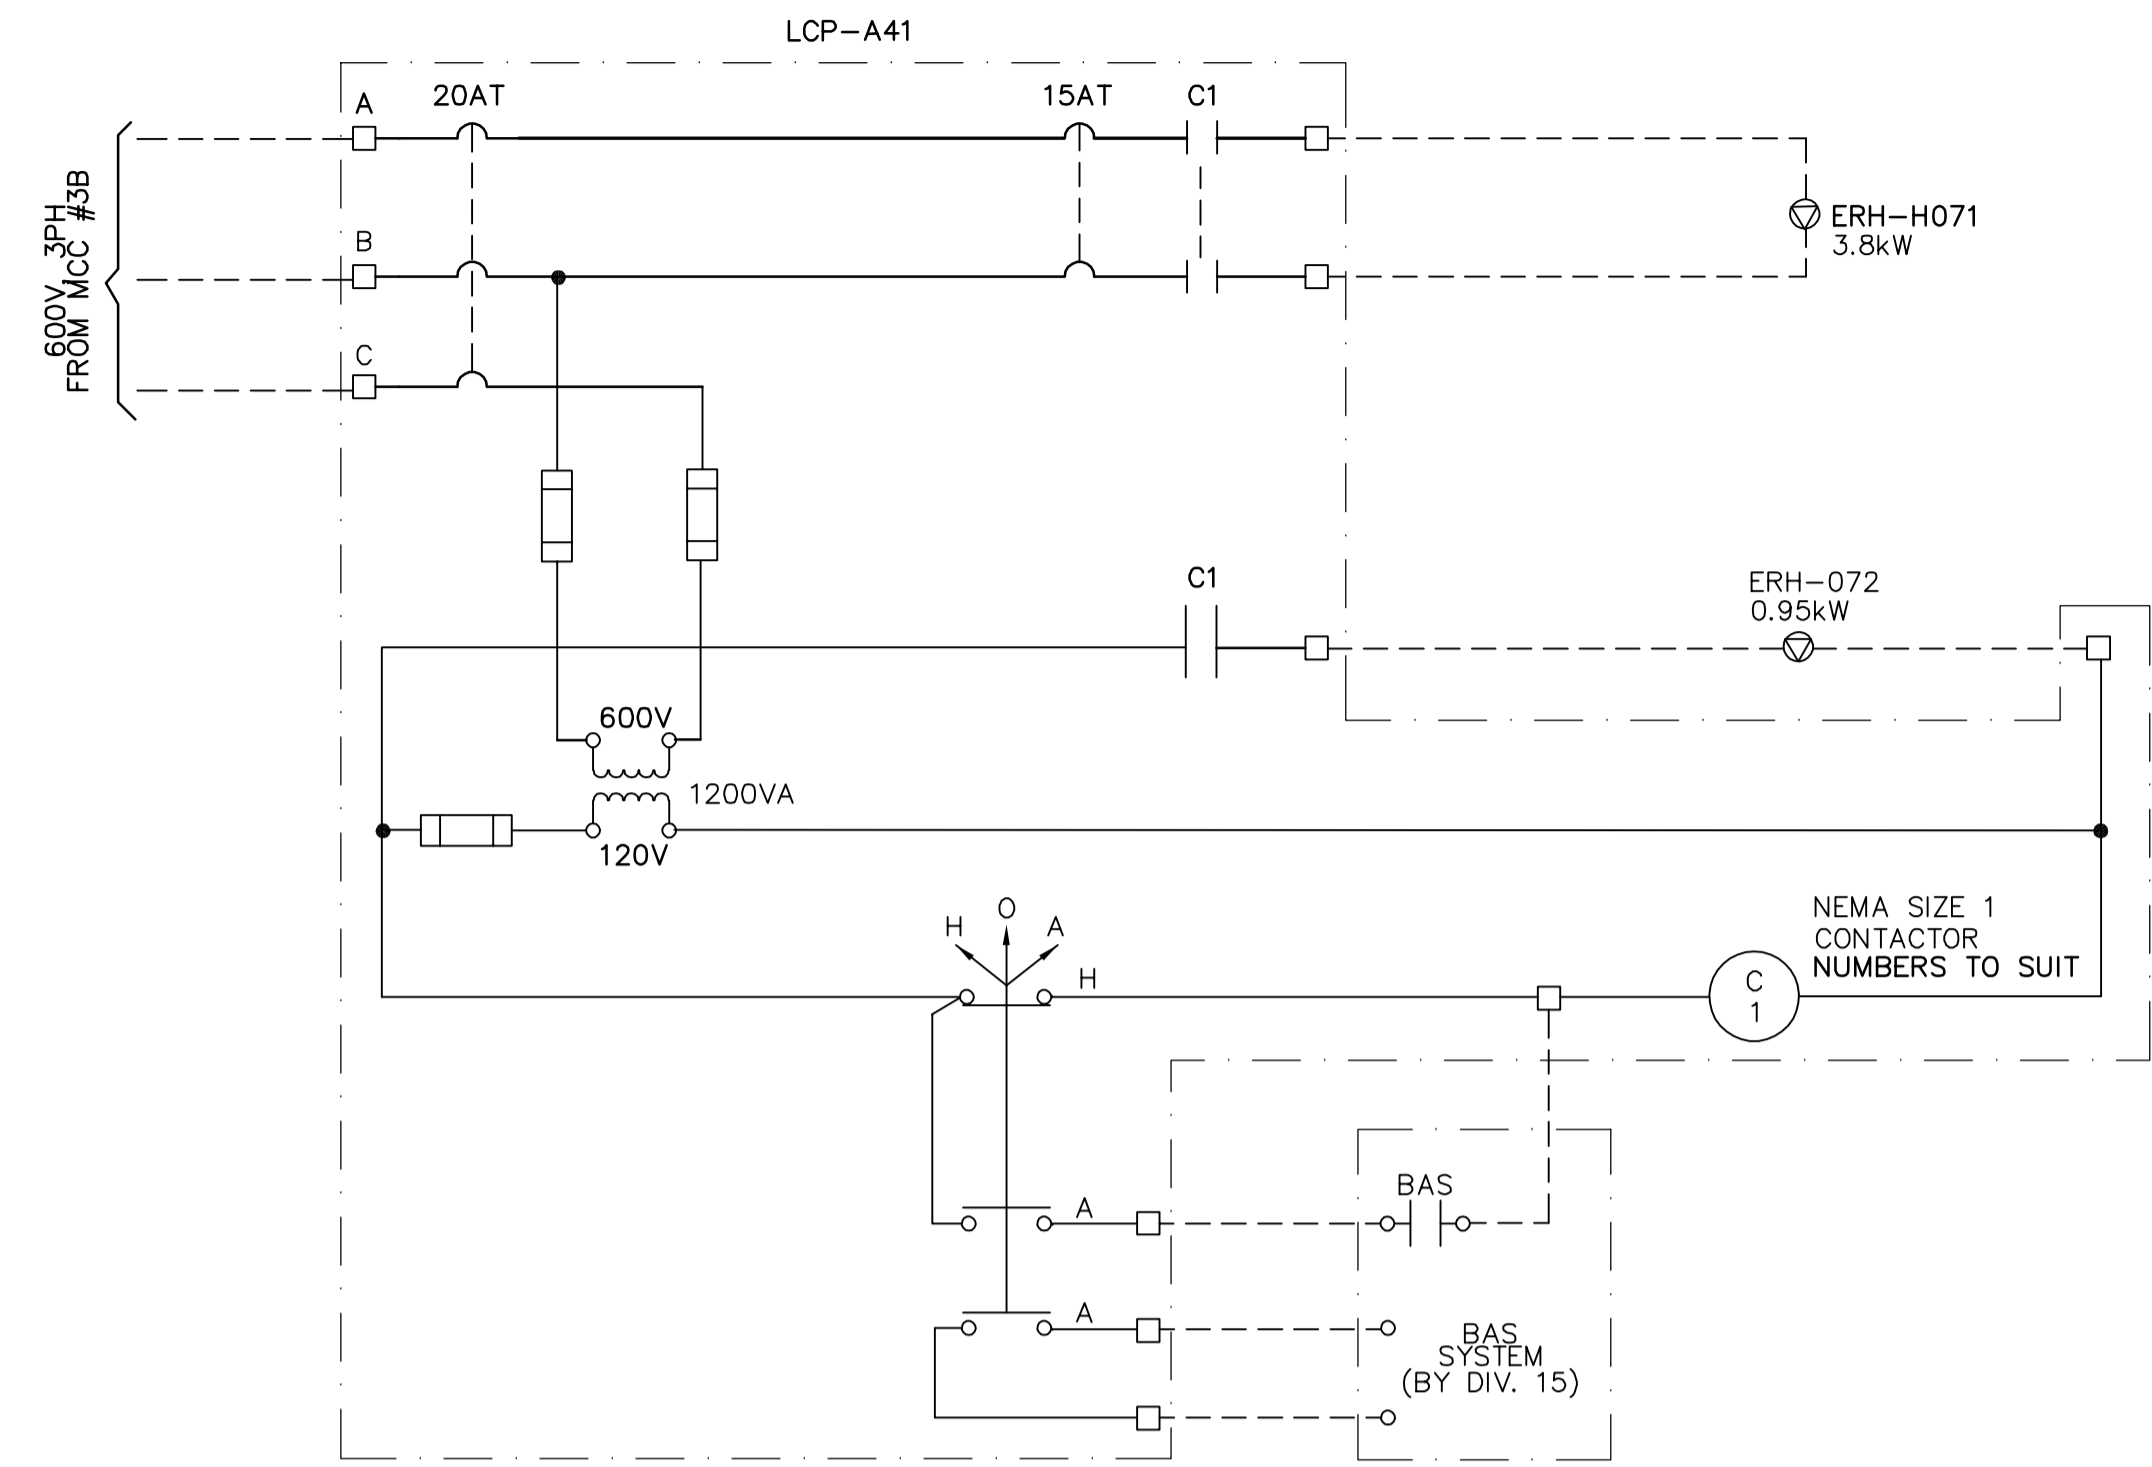 LCP-A41
A
20AT
15AT
C1
600V, 3PH
FROM MCC #3B
B
C
ERH-H071
3.8kW
C1
ERH-072
0.95kW
600V
1200VA
120V
H
O
A
H
NEMA SIZE 1
CONTACTOR
NUMBERS TO SUIT
C
1
A
BAS
A
BAS
SYSTEM
(BY DIV. 15)